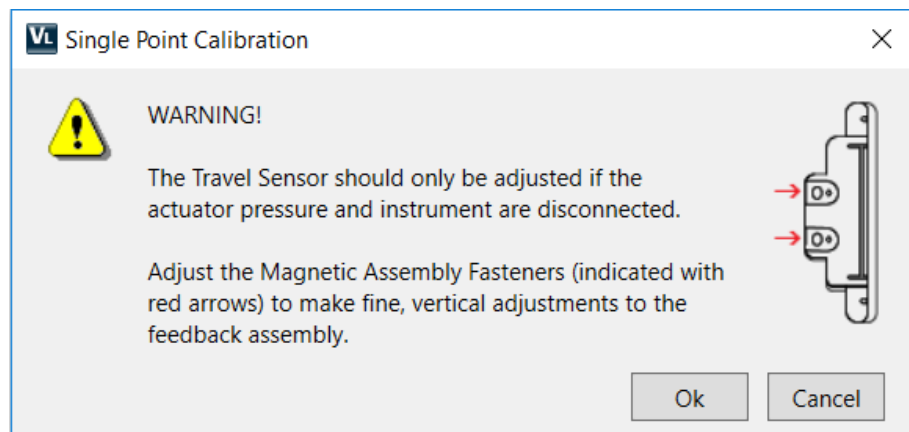 VL Single Point Calibration
WARNING!
The Travel Sensor should only be adjusted if the
actuator pressure and instrument are disconnected.
Adjust the Magnetic Assembly Fasteners (indicated with
red arrows) to make fine, vertical adjustments to the
feedback assembly.
Ok Cancel